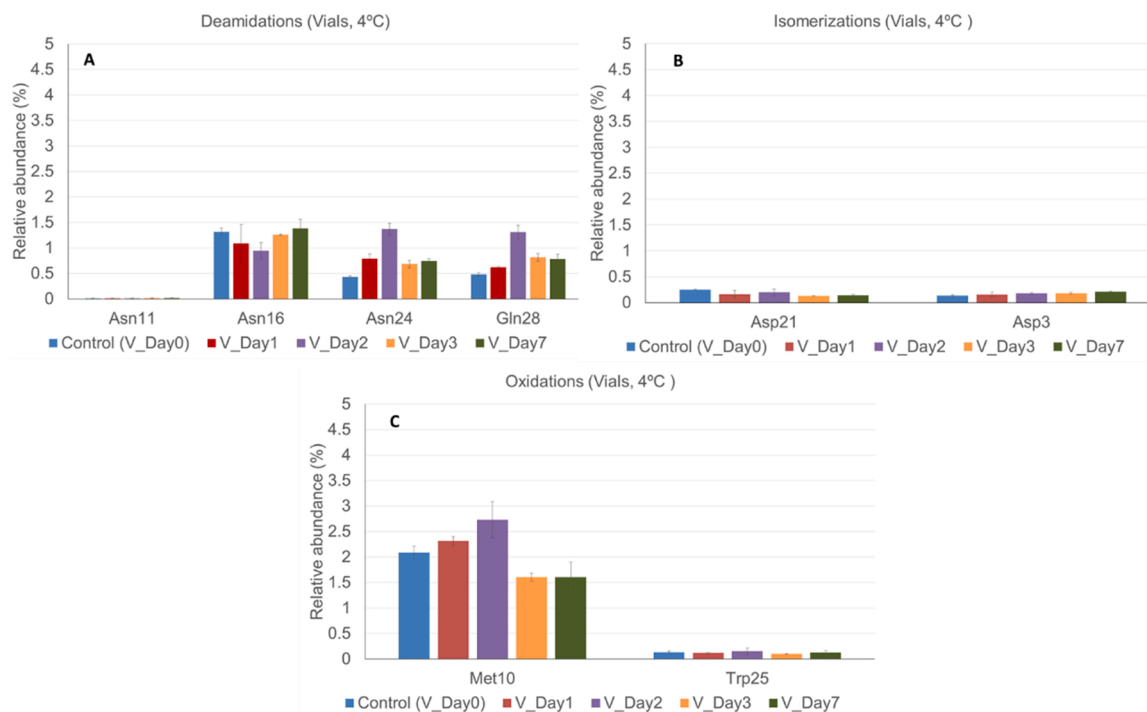 Deamidations (Vials, 4ºC)
A
Relative abundance (%)
5
4.5
4
3.5
3
2.5
2
1.5
1
0.5
0
Asn11 Asn16 Asn24 Gln28
Control (V_Day0) V_Day1 V_Day2 V_Day3 V_Day7
Isomerizations (Vials, 4ºC )
B
Relative abundance (%)
5
4.5
4
3.5
3
2.5
2
1.5
1
0.5
0
Asp21 Asp3
Control (V_Day0) V_Day1 V_Day2 V_Day3 V_Day7
Oxidations (Vials, 4ºC )
C
Relative abundance (%)
5
4.5
4
3.5
3
2.5
2
1.5
1
0.5
0
Met10 Trp25
Control (V_Day0) V_Day1 V_Day2 V_Day3 V_Day7